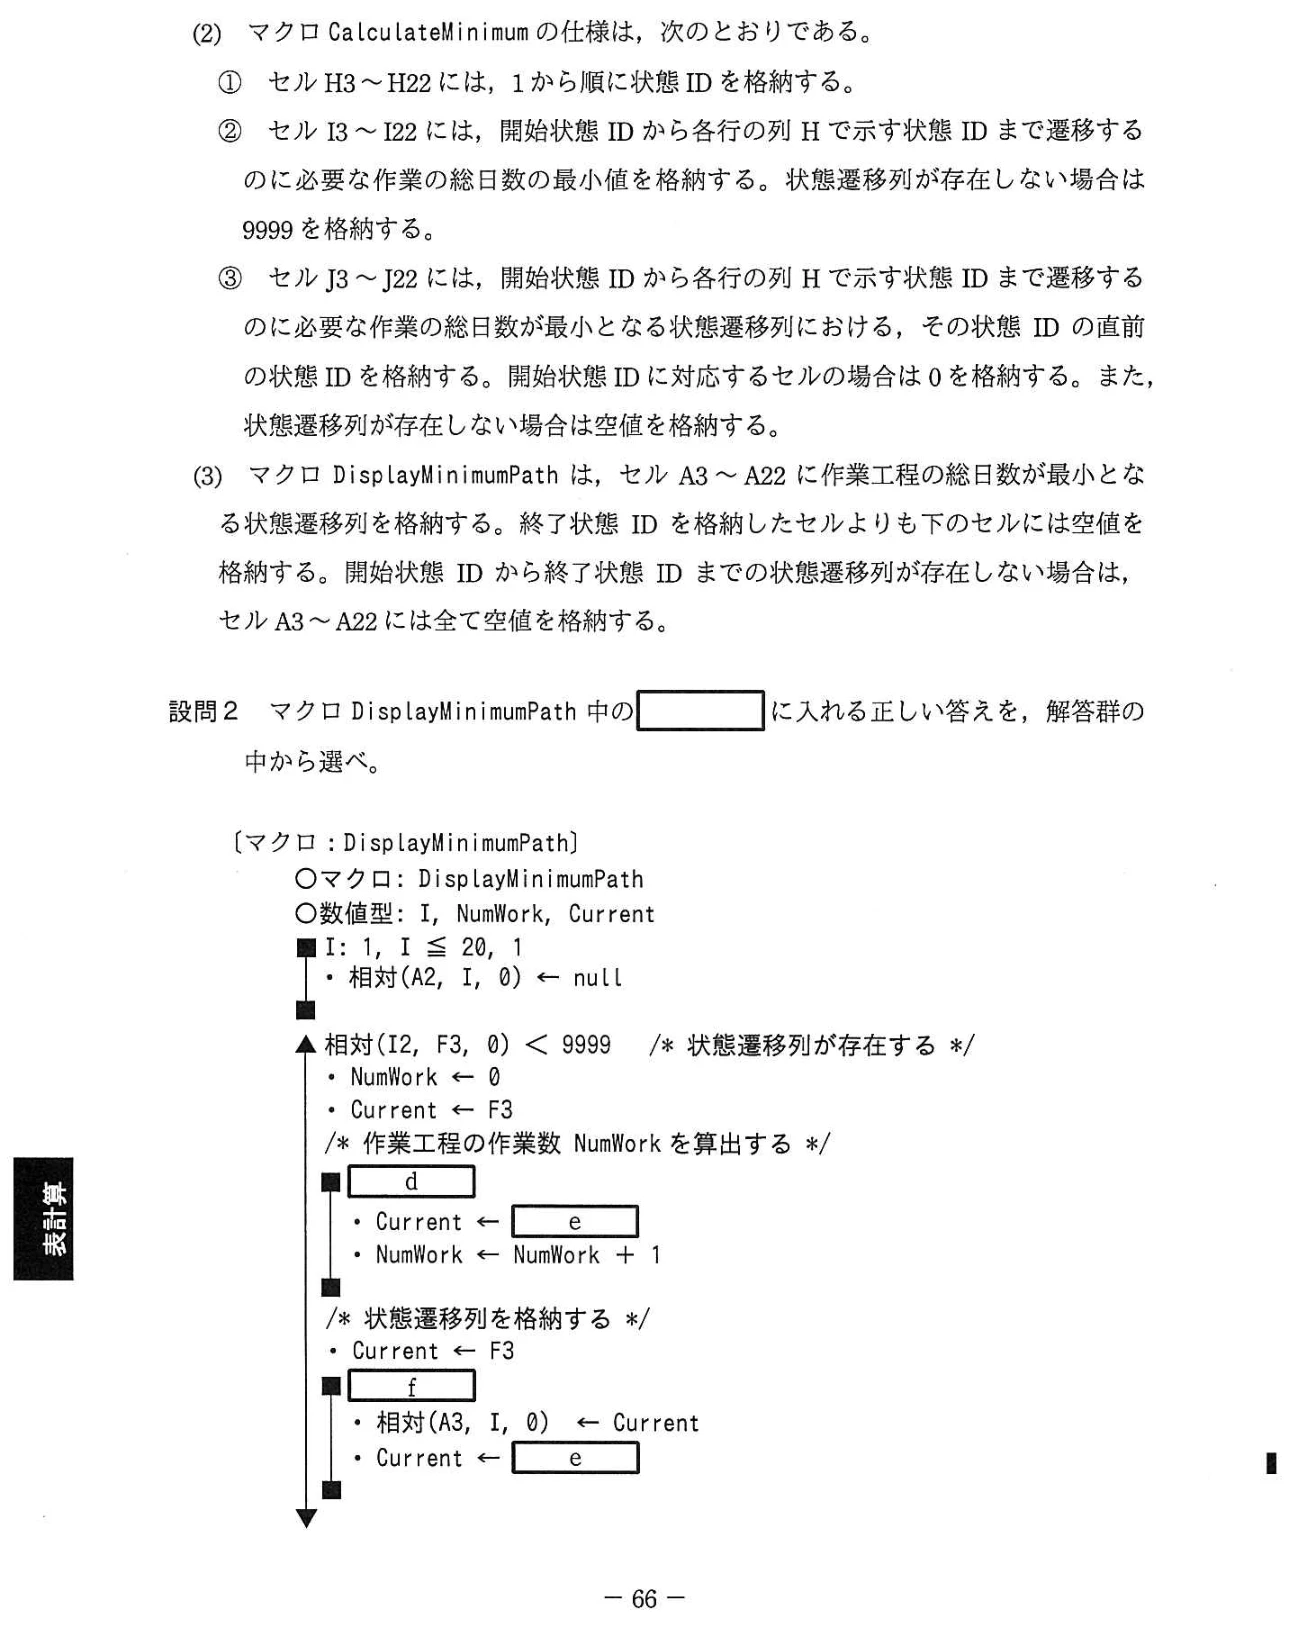 (2) マクロ CalculateMinimum の仕様は，次のとおりである。
① セル H3～H22 には，1 から順に状態 ID を格納する。
② セル I3～I22 には，開始状態 ID から各行の列 H で示す状態 ID まで遷移する
のに必要な作業の総日数の最小値を格納する。状態遷移列が存在しない場合は
9999 を格納する。
③ セル J3～J22 には，開始状態 ID から各行の列 H で示す状態 ID まで遷移する
のに必要な作業の総日数が最小となる状態遷移列における，その状態 ID の直前
の状態 ID を格納する。開始状態 ID に対応するセルの場合は 0 を格納する。また，
状態遷移列が存在しない場合は空値を格納する。
(3) マクロ DisplayMinimumPath は，セル A3～A22 に作業工程の総日数が最小とな
る状態遷移列を格納する。終了状態 ID を格納したセルよりも下のセルには空値を
格納する。開始状態 ID から終了状態 ID までの状態遷移列が存在しない場合は，
セル A3～A22 には全て空値を格納する。
設問2 マクロ DisplayMinimumPath 中の に入れる正しい答えを，解答群の
中から選べ。
〔マクロ：DisplayMinimumPath〕
○マクロ: DisplayMinimumPath
○数値型: I, NumWork, Current
■ I: 1, I ≦ 20, 1
・相対(A2, I, 0) ← null
■
▲ 相対(I2, F3, 0) < 9999 /* 状態遷移列が存在する */
・NumWork ← 0
・Current ← F3
/* 作業工程の作業数 NumWork を算出する */
■ d
・Current ← e
・NumWork ← NumWork ＋ 1
■
/* 状態遷移列を格納する */
・Current ← F3
■ f
・相対(A3, I, 0) ← Current
・Current ← e
■
▼
表計算
－ 66 －